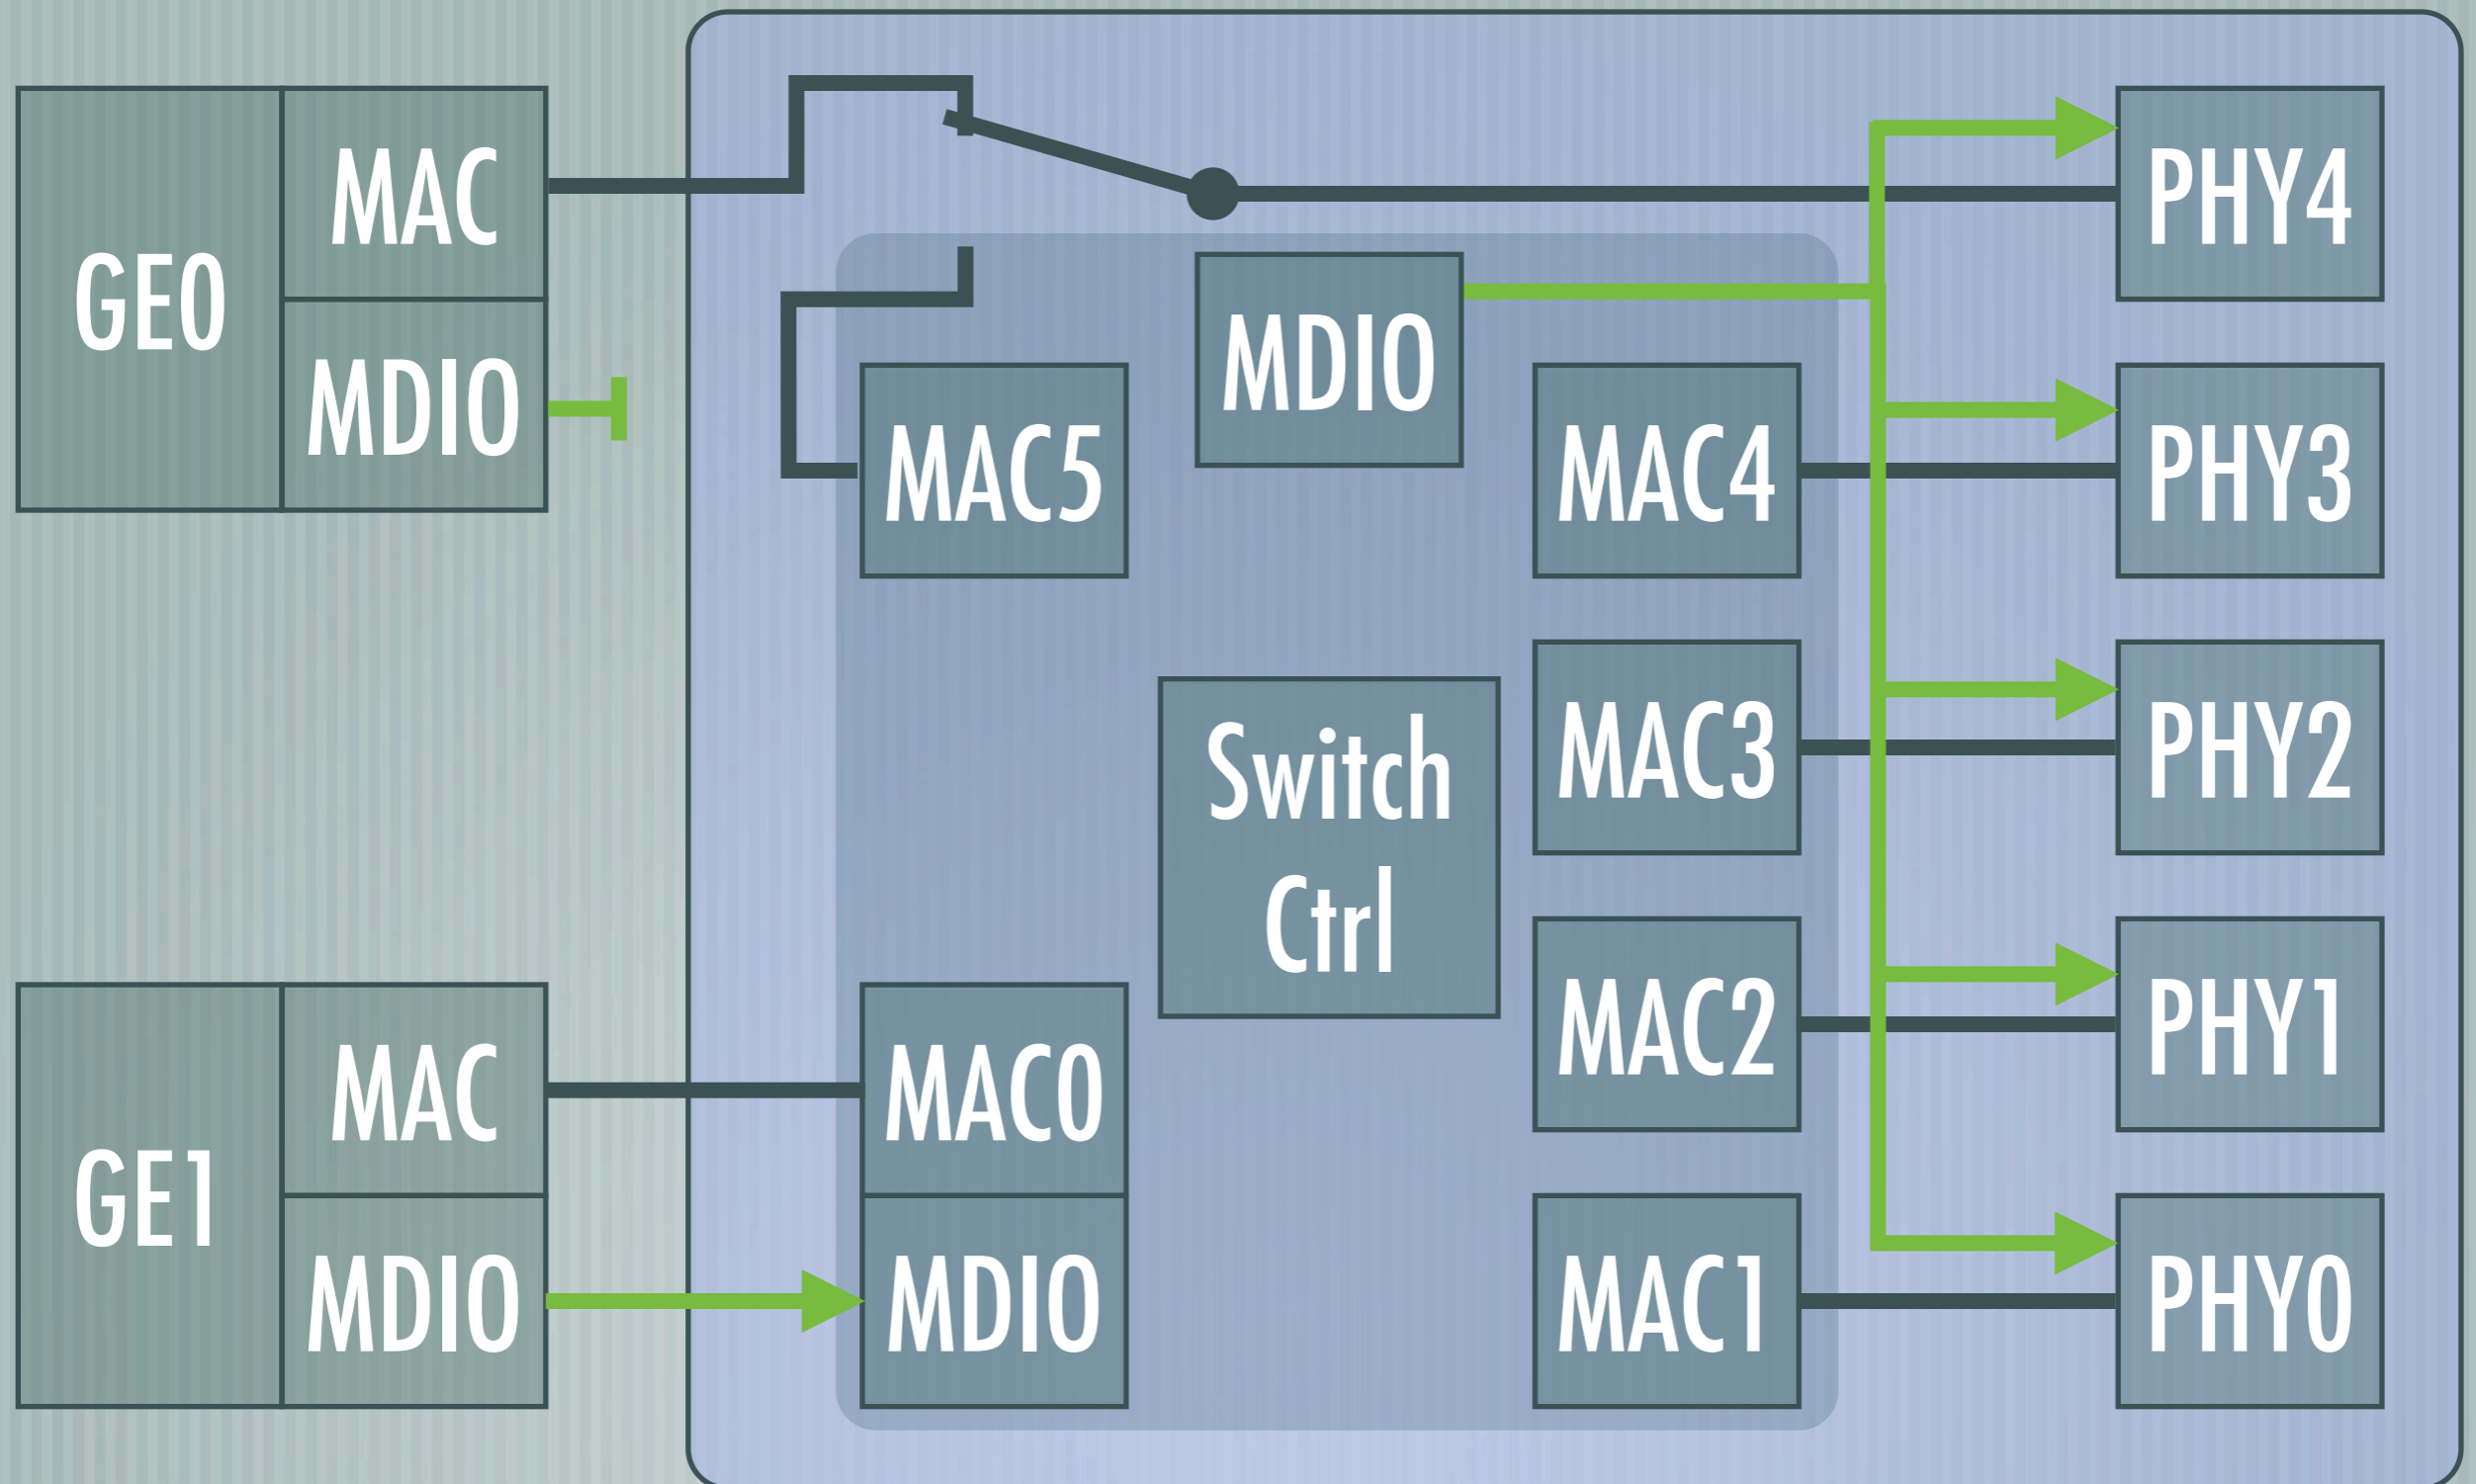 GE0
MAC
MDIO
GE1
MAC
MDIO
MAC5
MDIO
MAC0
MDIO
Switch
Ctrl
MAC4
MAC3
MAC2
MAC1
PHY4
PHY3
PHY2
PHY1
PHY0